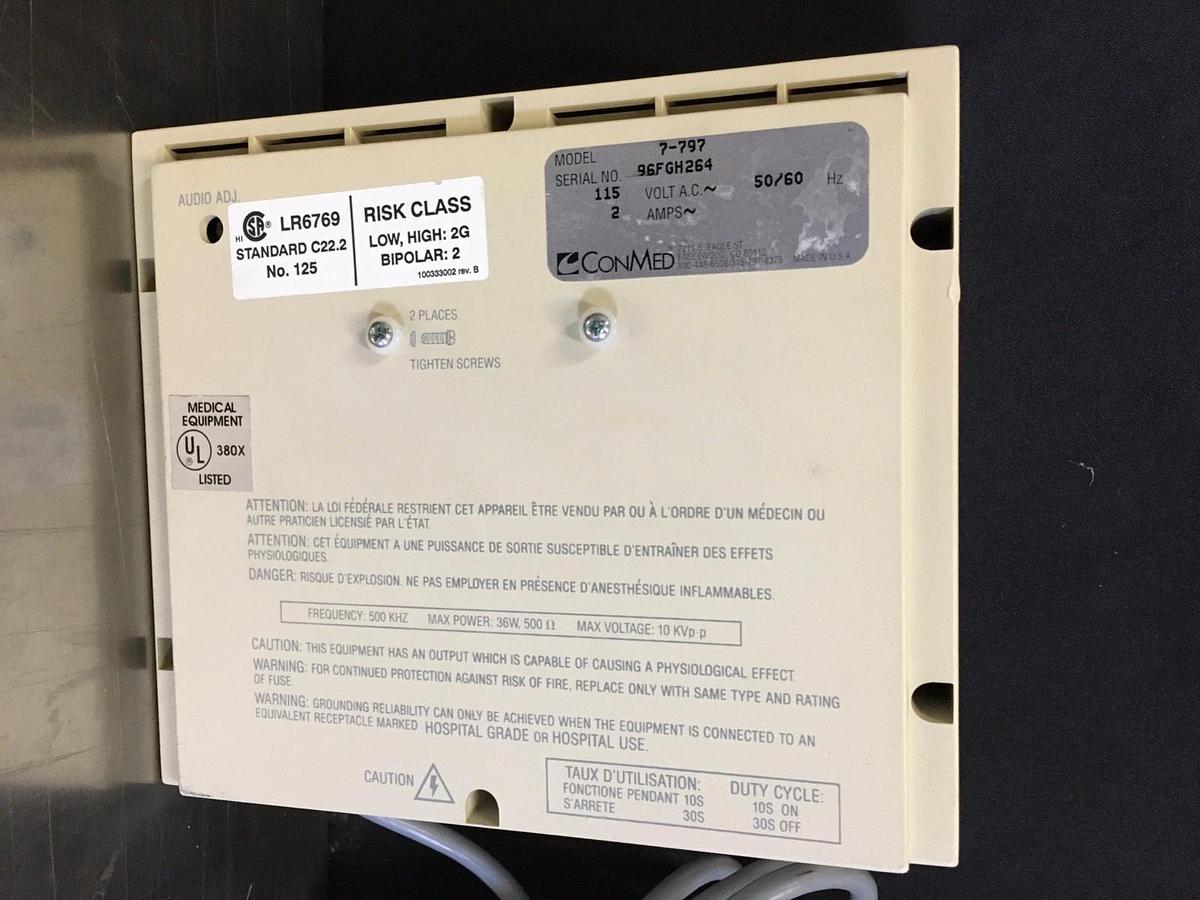 AUDIO ADJ.
HI SA ® LR6769
STANDARD C22.2
No. 125
RISK CLASS
LOW, HIGH: 2G
BIPOLAR: 2
100333002 rev. B
MODEL 7-797
SERIAL NO. 96FGH264
115 VOLT A.C.~ 50/60 Hz
2 AMPS~
CONMED
ENGLEWOOD, CO 80112
MADE IN U.S.A
2 PLACES
TIGHTEN SCREWS
MEDICAL
EQUIPMENT
UL ® 380X
LISTED
ATTENTION: LA LOI FÉDÉRALE RESTRIENT CET APPAREIL ÊTRE VENDU PAR OU À L'ORDRE D'UN MÉDECIN OU
AUTRE PRATICIEN LICENSIÉ PAR L'ÉTAT.
ATTENTION: CET ÉQUIPMENT A UNE PUISSANCE DE SORTIE SUSCEPTIBLE D'ENTRAÎNER DES EFFETS
PHYSIOLOGIQUES.
DANGER: RISQUE D'EXPLOSION. NE PAS EMPLOYER EN PRÉSENCE D'ANESTHÉSIQUE INFLAMMABLES.
FREQUENCY: 500 KHZ MAX POWER: 36W, 500 Ω MAX VOLTAGE: 10 KVp-p
CAUTION: THIS EQUIPMENT HAS AN OUTPUT WHICH IS CAPABLE OF CAUSING A PHYSIOLOGICAL EFFECT.
WARNING: FOR CONTINUED PROTECTION AGAINST RISK OF FIRE, REPLACE ONLY WITH SAME TYPE AND RATING
OF FUSE.
WARNING: GROUNDING RELIABILITY CAN ONLY BE ACHIEVED WHEN THE EQUIPMENT IS CONNECTED TO AN
EQUIVALENT RECEPTACLE MARKED HOSPITAL GRADE OR HOSPITAL USE.
CAUTION
TAUX D'UTILISATION:
FONCTIONE PENDANT 10S
S'ARRETE 30S
DUTY CYCLE:
10S ON
30S OFF